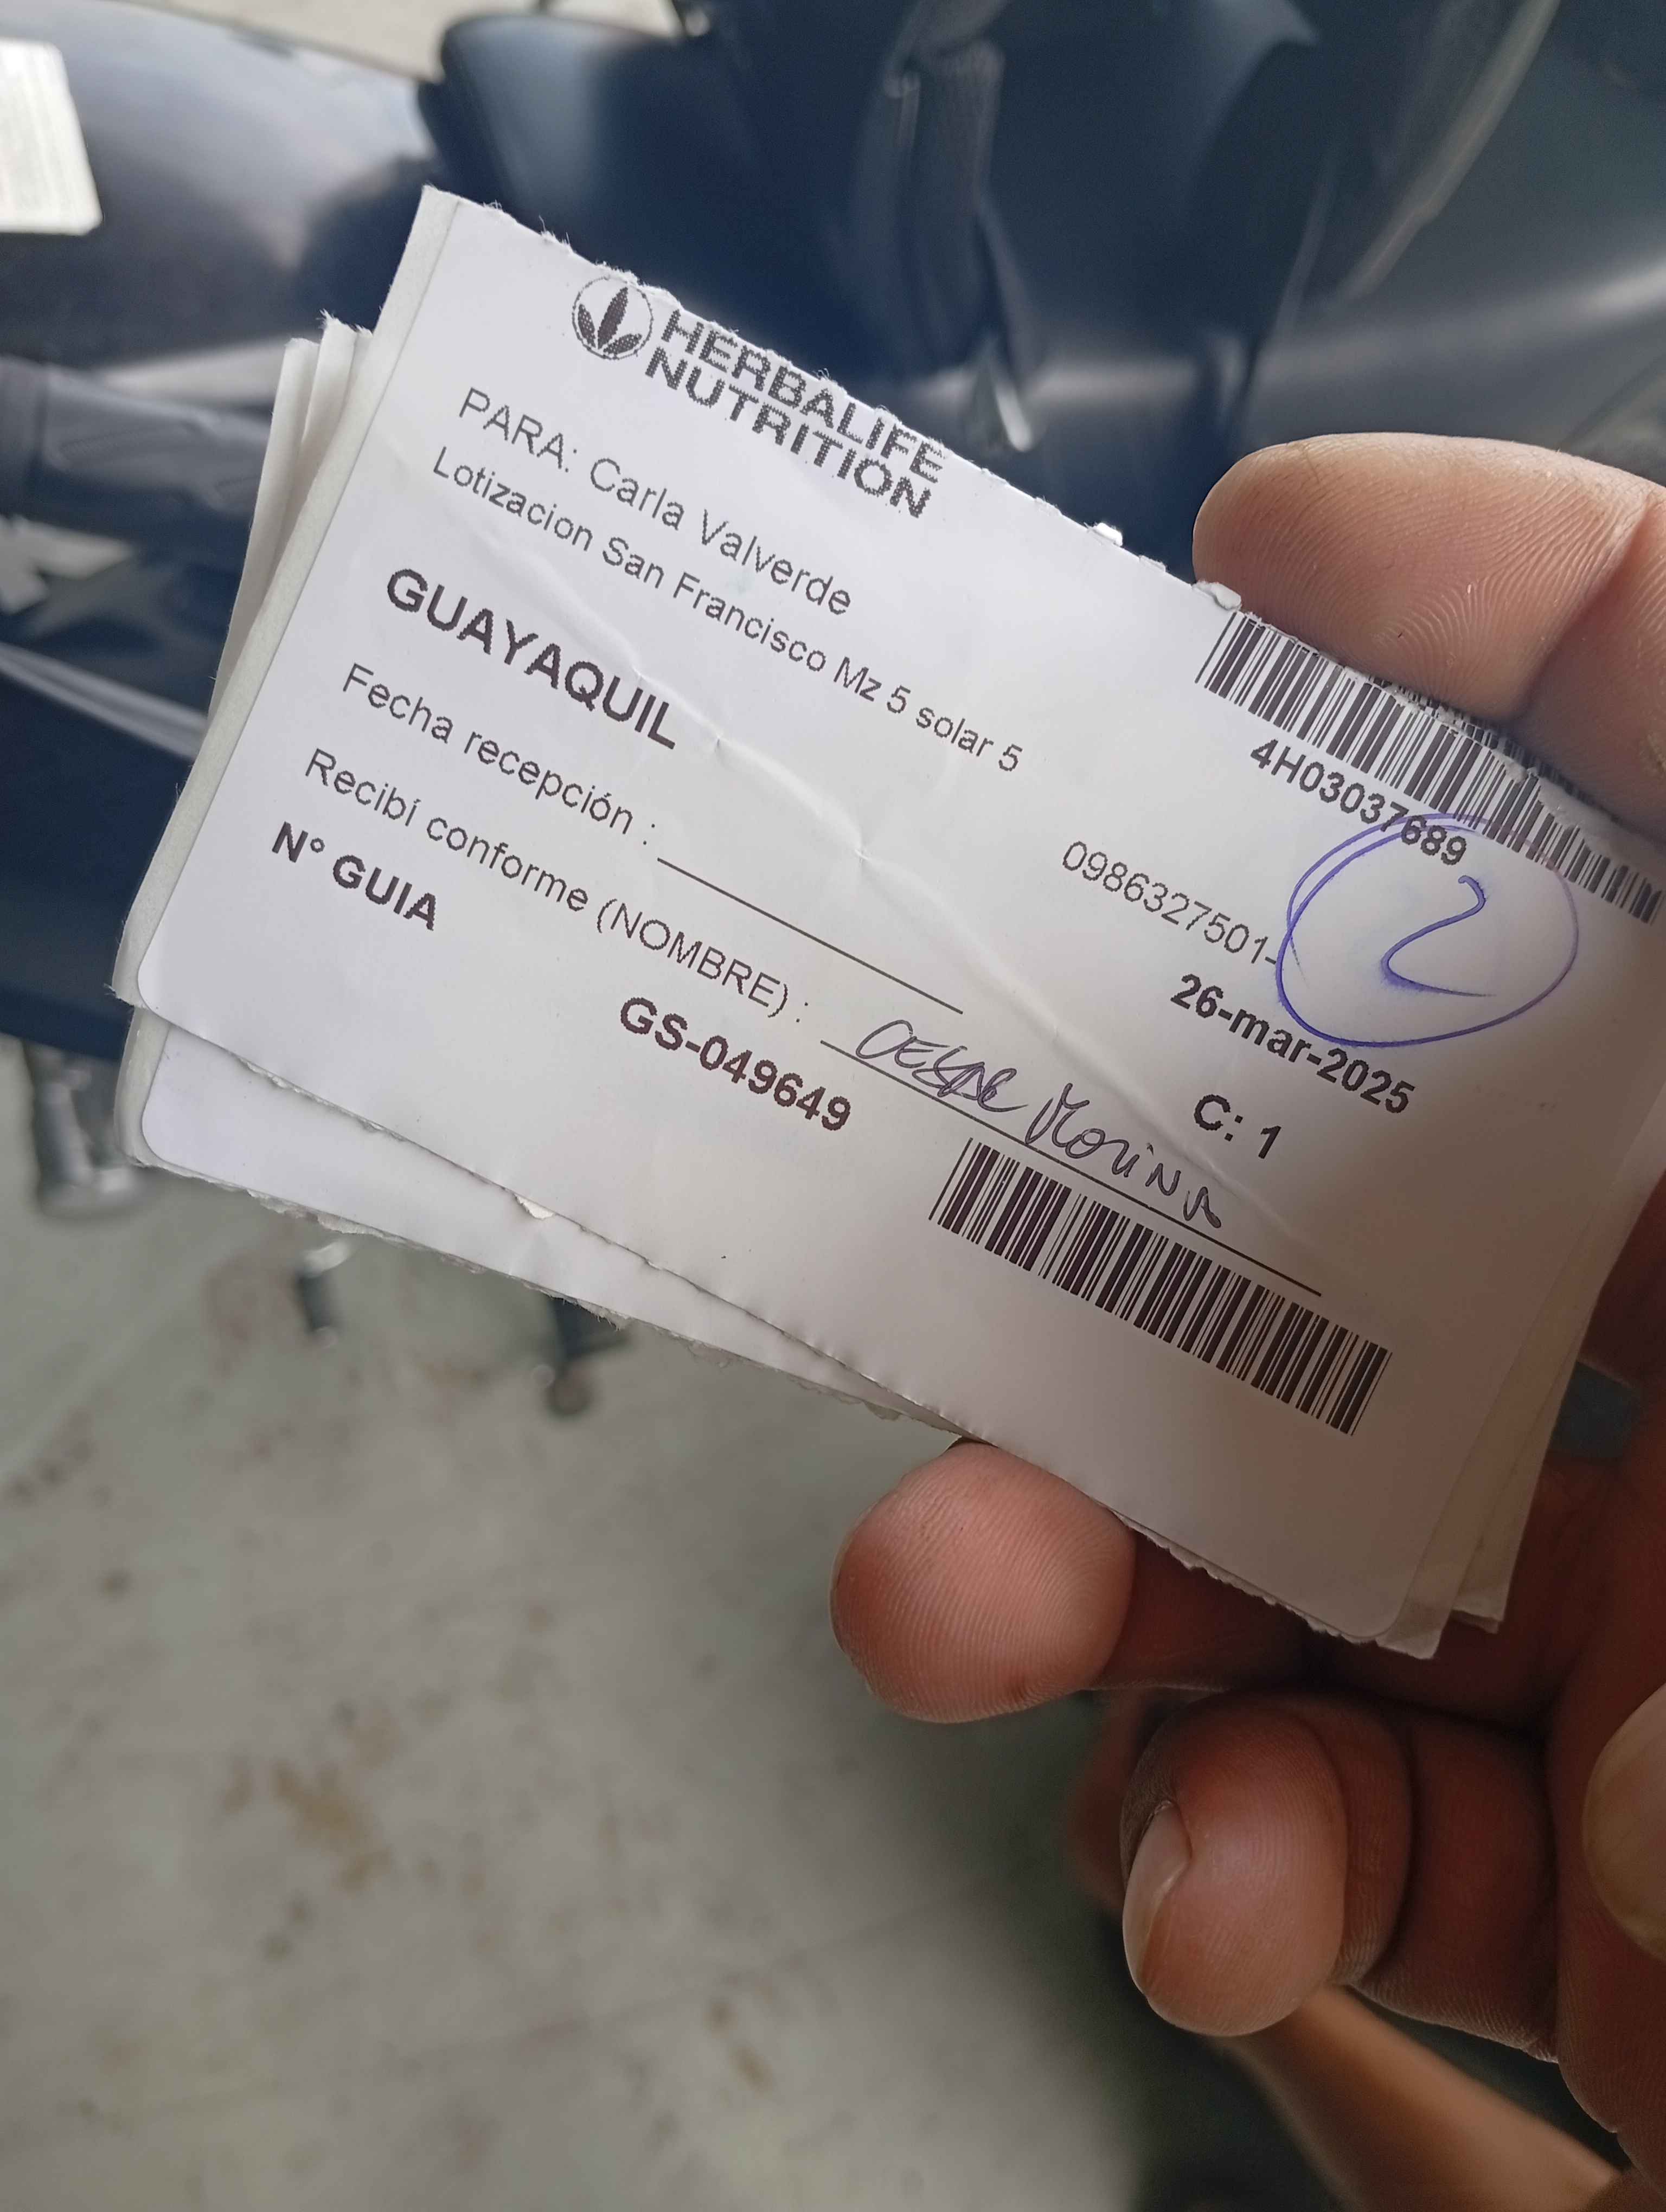 HERBALIFE
NUTRITION
PARA: Carla Valverde
Lotizacion San Francisco Mz 5 solar 5
4H03037689
GUAYAQUIL
0986327501-
2
Fecha recepción :
26-mar-2025
Recibí conforme (NOMBRE) :
C: 1
N° GUIA
GS-049649